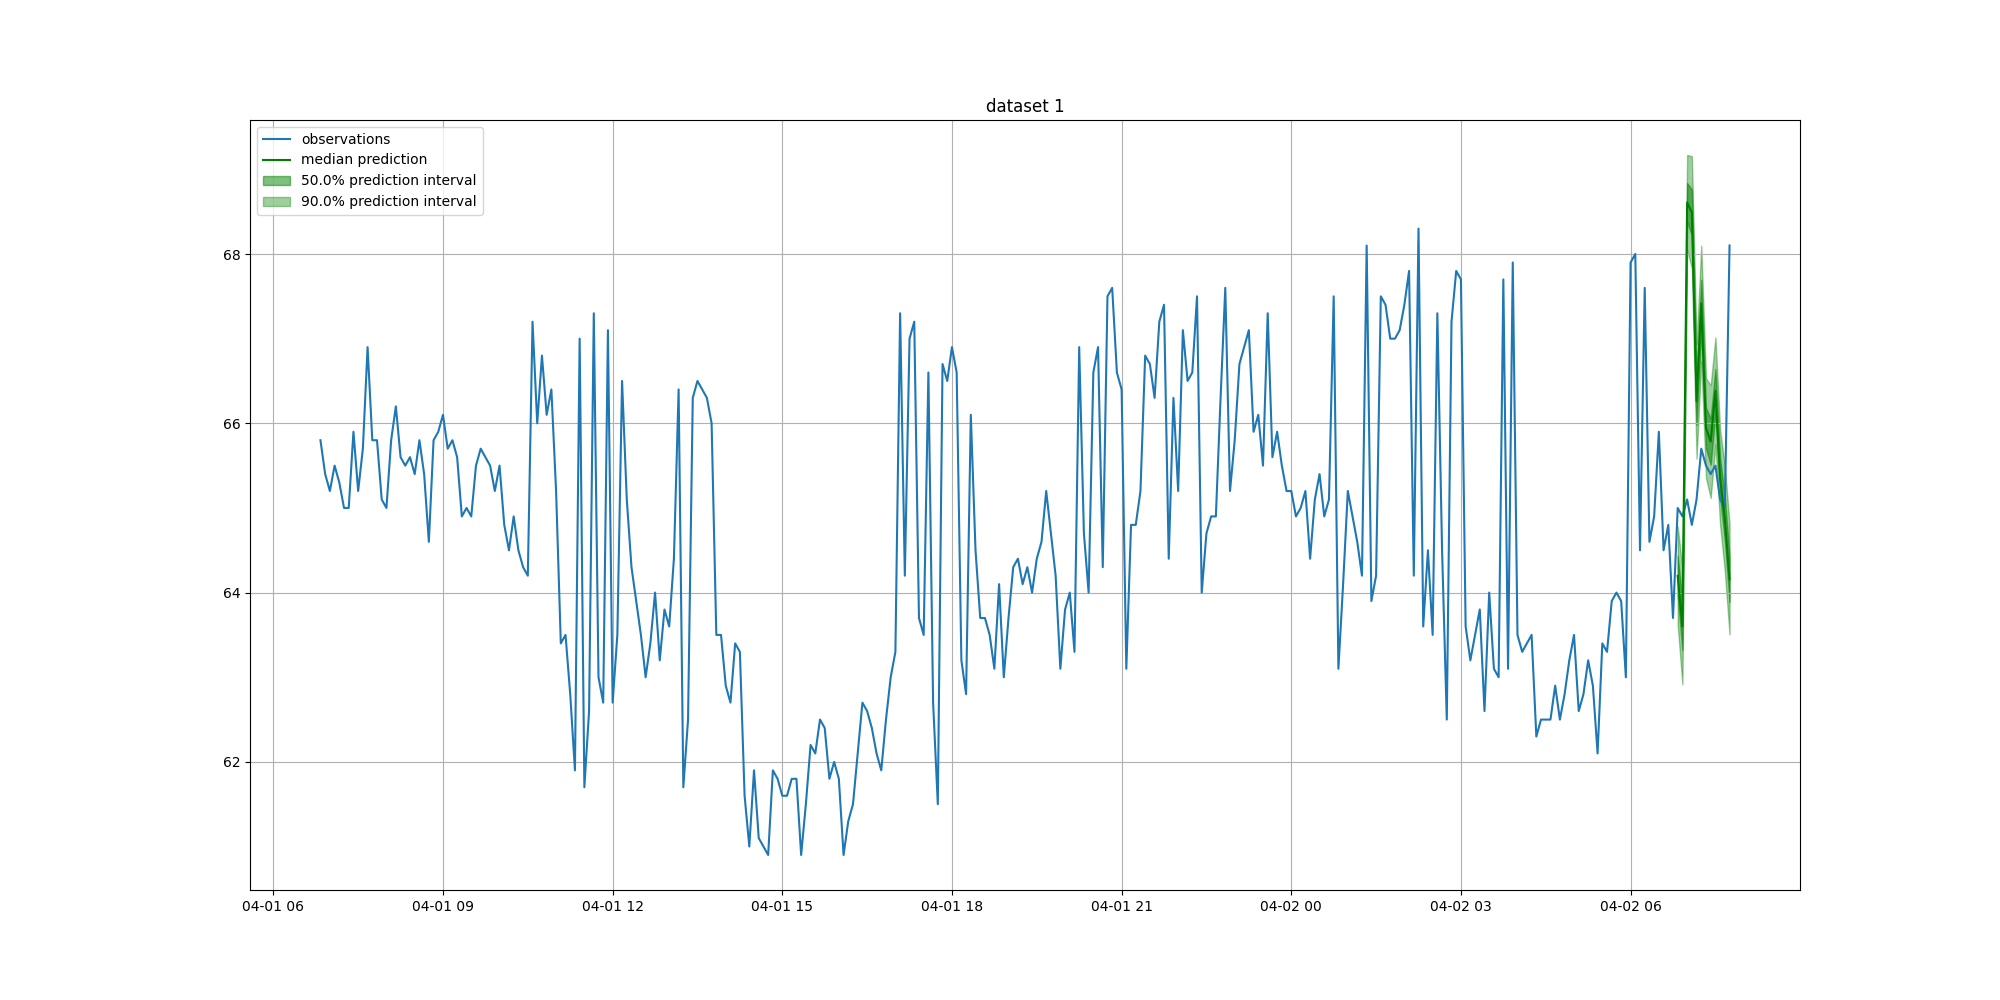 dataset 1
observations
median prediction
50.0% prediction interval
90.0% prediction interval
68
66
64
62
04-01 06 04-01 09 04-01 12 04-01 15 04-01 18 04-01 21 04-02 00 04-02 03 04-02 06